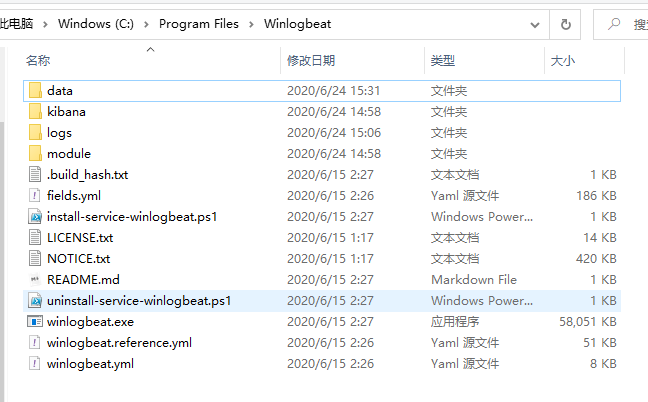 此电脑 > Windows (C:) > Program Files > Winlogbeat
名称 修改日期 类型 大小
data 2020/6/24 15:31 文件夹
kibana 2020/6/24 14:58 文件夹
logs 2020/6/24 15:06 文件夹
module 2020/6/24 14:58 文件夹
.build_hash.txt 2020/6/15 2:27 文本文档 1 KB
fields.yml 2020/6/15 2:26 Yaml 源文件 186 KB
install-service-winlogbeat.ps1 2020/6/15 2:27 Windows Power... 1 KB
LICENSE.txt 2020/6/15 1:17 文本文档 14 KB
NOTICE.txt 2020/6/15 1:17 文本文档 420 KB
README.md 2020/6/15 2:27 Markdown File 1 KB
uninstall-service-winlogbeat.ps1 2020/6/15 2:27 Windows Power... 1 KB
winlogbeat.exe 2020/6/15 2:27 应用程序 58,051 KB
winlogbeat.reference.yml 2020/6/15 2:26 Yaml 源文件 51 KB
winlogbeat.yml 2020/6/15 2:26 Yaml 源文件 8 KB